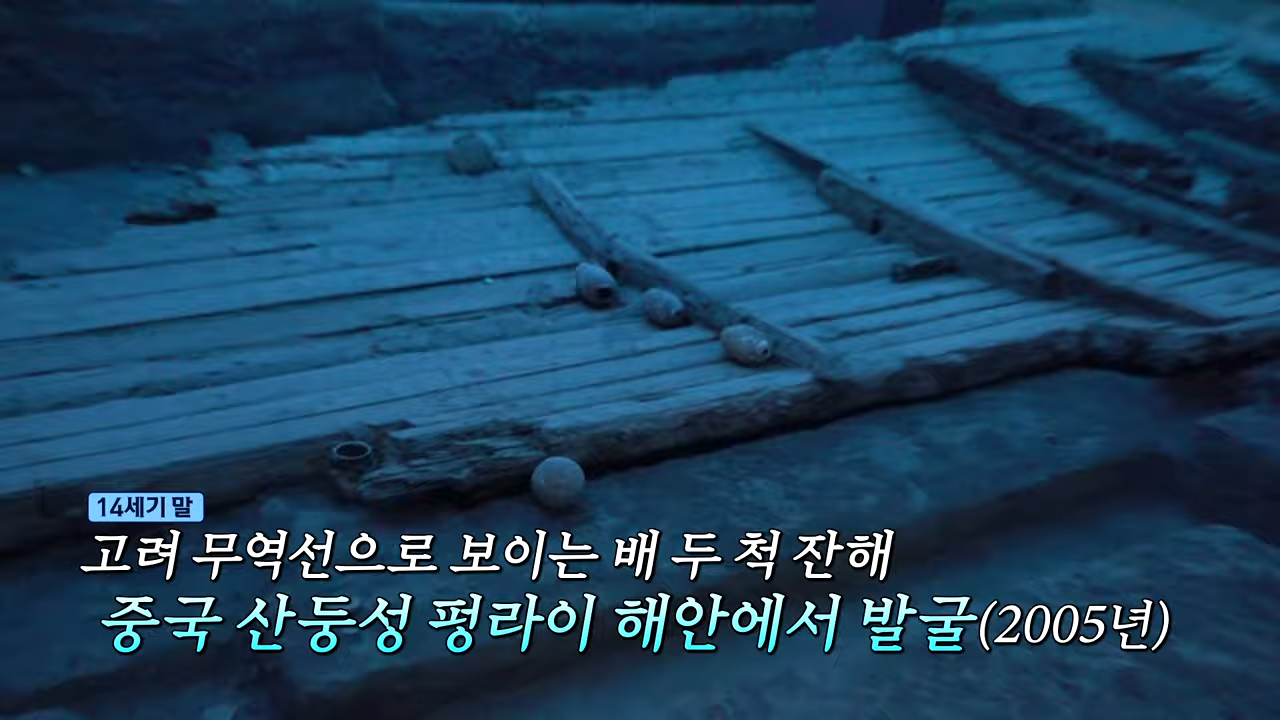 14세기 말
고려 무역선으로 보이는 배 두 척 잔해
중국 산둥성 펑라이 해안에서 발굴(2005년)